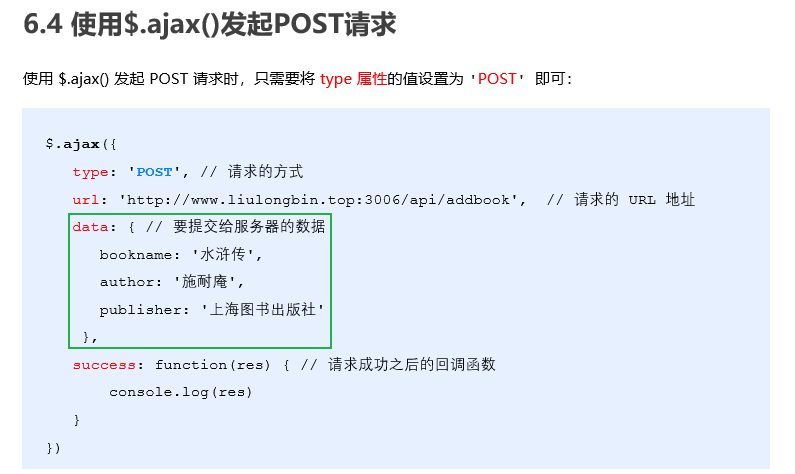 6.4 使用$.ajax()发起POST请求
使用 $.ajax() 发起 POST 请求时，只需要将 type 属性的值设置为 'POST' 即可：
$.ajax({
type: 'POST', // 请求的方式
url: 'http://www.liulongbin.top:3006/api/addbook', // 请求的 URL 地址
data: { // 要提交给服务器的数据
bookname: '水浒传',
author: '施耐庵',
publisher: '上海图书出版社'
},
success: function(res) { // 请求成功之后的回调函数
console.log(res)
}
})